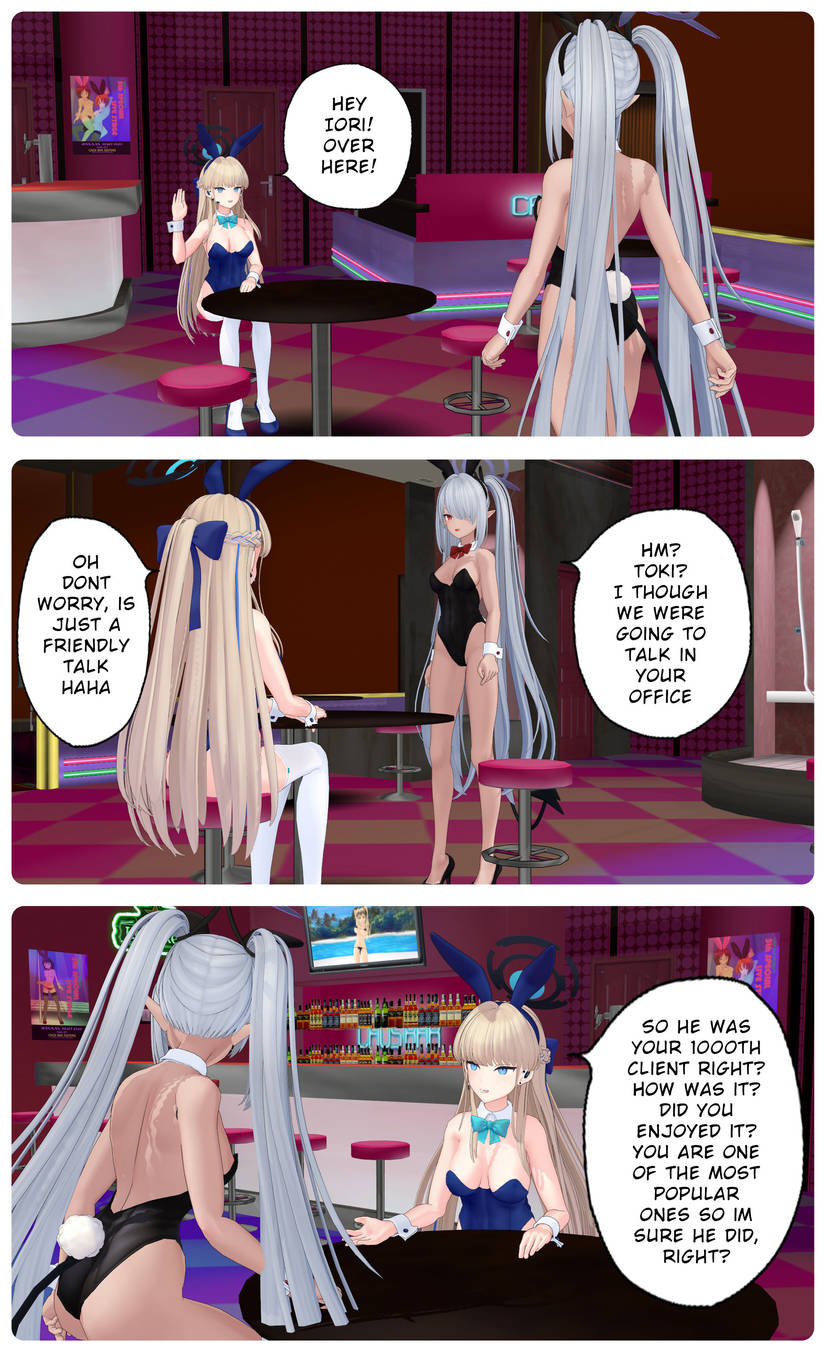 HEY
IORI!
OVER
HERE!
OH
DONT
WORRY, IS
JUST A
FRIENDLY
TALK
HAHA
HM?
TOKI?
I THOUGH
WE WERE
GOING TO
TALK IN
YOUR
OFFICE
SO HE WAS
YOUR 1000TH
CLIENT RIGHT?
HOW WAS IT?
DID YOU
ENJOYED IT?
YOU ARE ONE
OF THE MOST
POPULAR
ONES SO IM
SURE HE DID,
RIGHT?